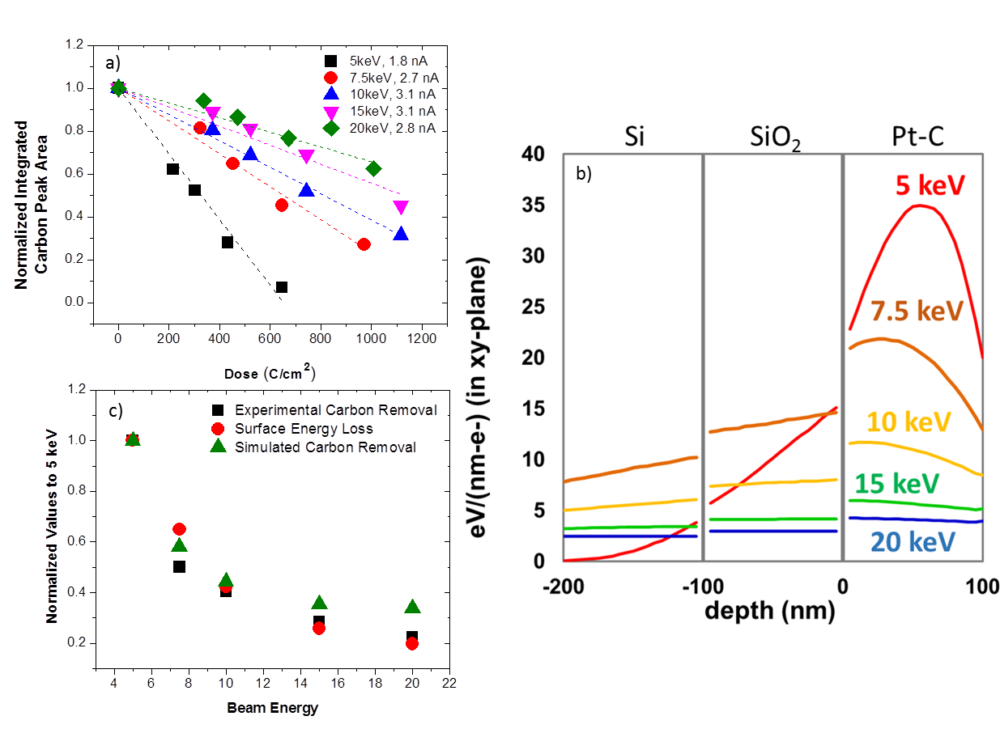 a)
1.2
1.0
0.8
0.6
0.4
0.2
0.0
Normalized Integrated
Carbon Peak Area
5keV, 1.8 nA
7.5keV, 2.7 nA
10keV, 3.1 nA
15keV, 3.1 nA
20keV, 2.8 nA
0 200 400 600 800 1000 1200
Dose (C/cm2)
c)
1.2
1.0
0.8
0.6
0.4
0.2
Normalized Values to 5 keV
Experimental Carbon Removal
Surface Energy Loss
Simulated Carbon Removal
4 6 8 10 12 14 16 18 20 22
Beam Energy
Si SiO2 Pt-C
b)
40
35
30
25
20
15
10
5
0
eV/(nm-e-) (in xy-plane)
5 keV
7.5 keV
10 keV
15 keV
20 keV
-200 -100 0 100
depth (nm)